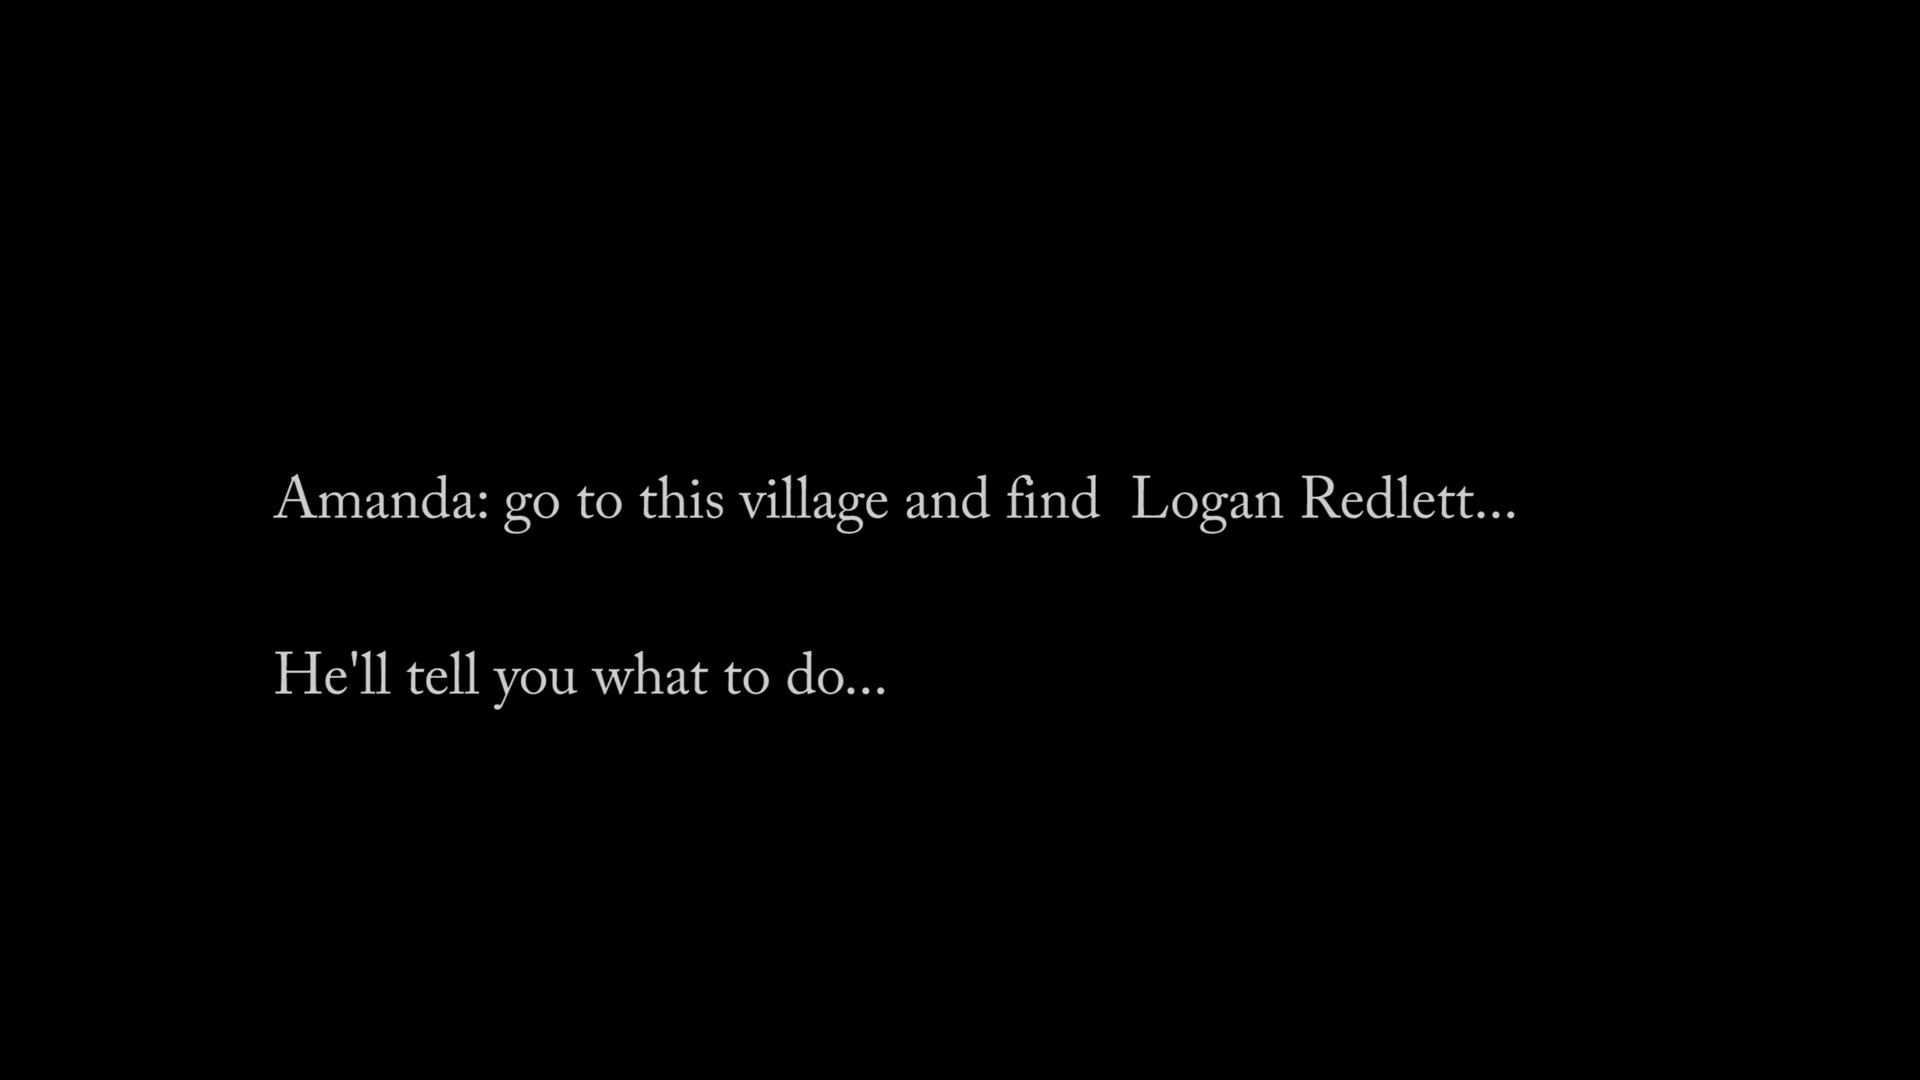 Amanda: go to this village and find  Logan Redlett...
He'll tell you what to do...